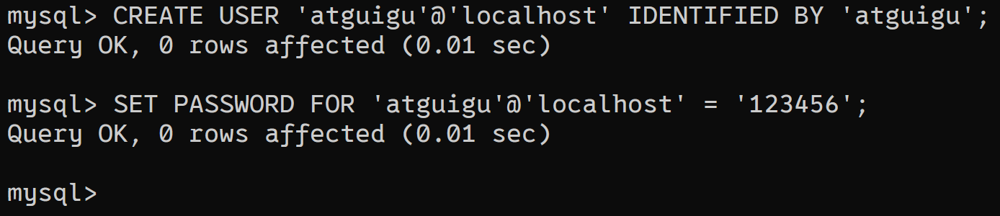 mysql> CREATE USER 'atguigu'@'localhost' IDENTIFIED BY 'atguigu';
Query OK, 0 rows affected (0.01 sec)
mysql> SET PASSWORD FOR 'atguigu'@'localhost' = '123456';
Query OK, 0 rows affected (0.01 sec)
mysql>